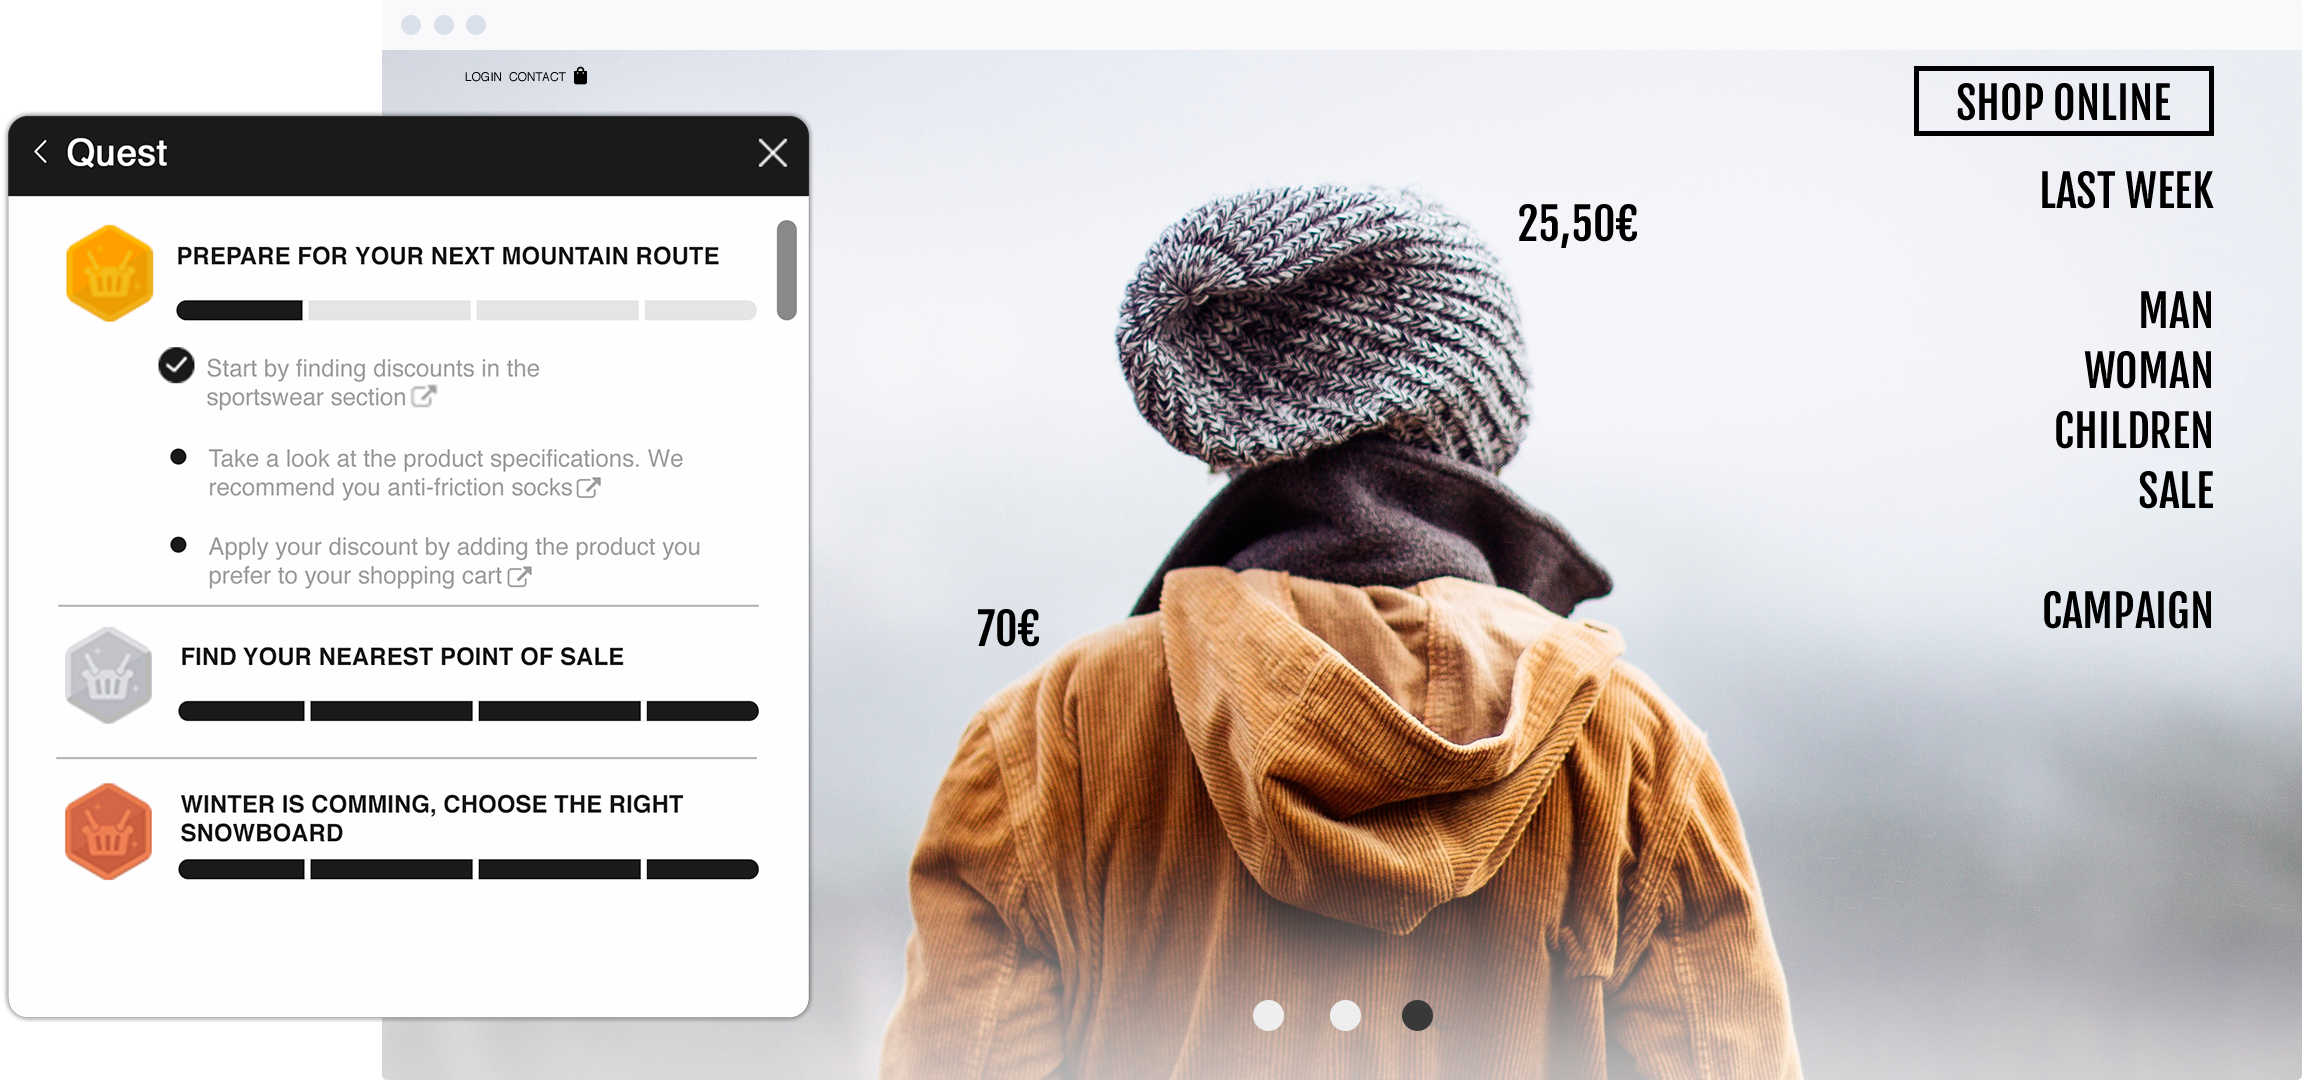 LOGIN CONTACT
SHOP ONLINE
LAST WEEK
MAN
WOMAN
CHILDREN
SALE
CAMPAIGN
25,50€
70€
Quest
PREPARE FOR YOUR NEXT MOUNTAIN ROUTE
Start by finding discounts in the
sportswear section
Take a look at the product specifications. We
recommend you anti-friction socks
Apply your discount by adding the product you
prefer to your shopping cart
FIND YOUR NEAREST POINT OF SALE
WINTER IS COMMING, CHOOSE THE RIGHT
SNOWBOARD